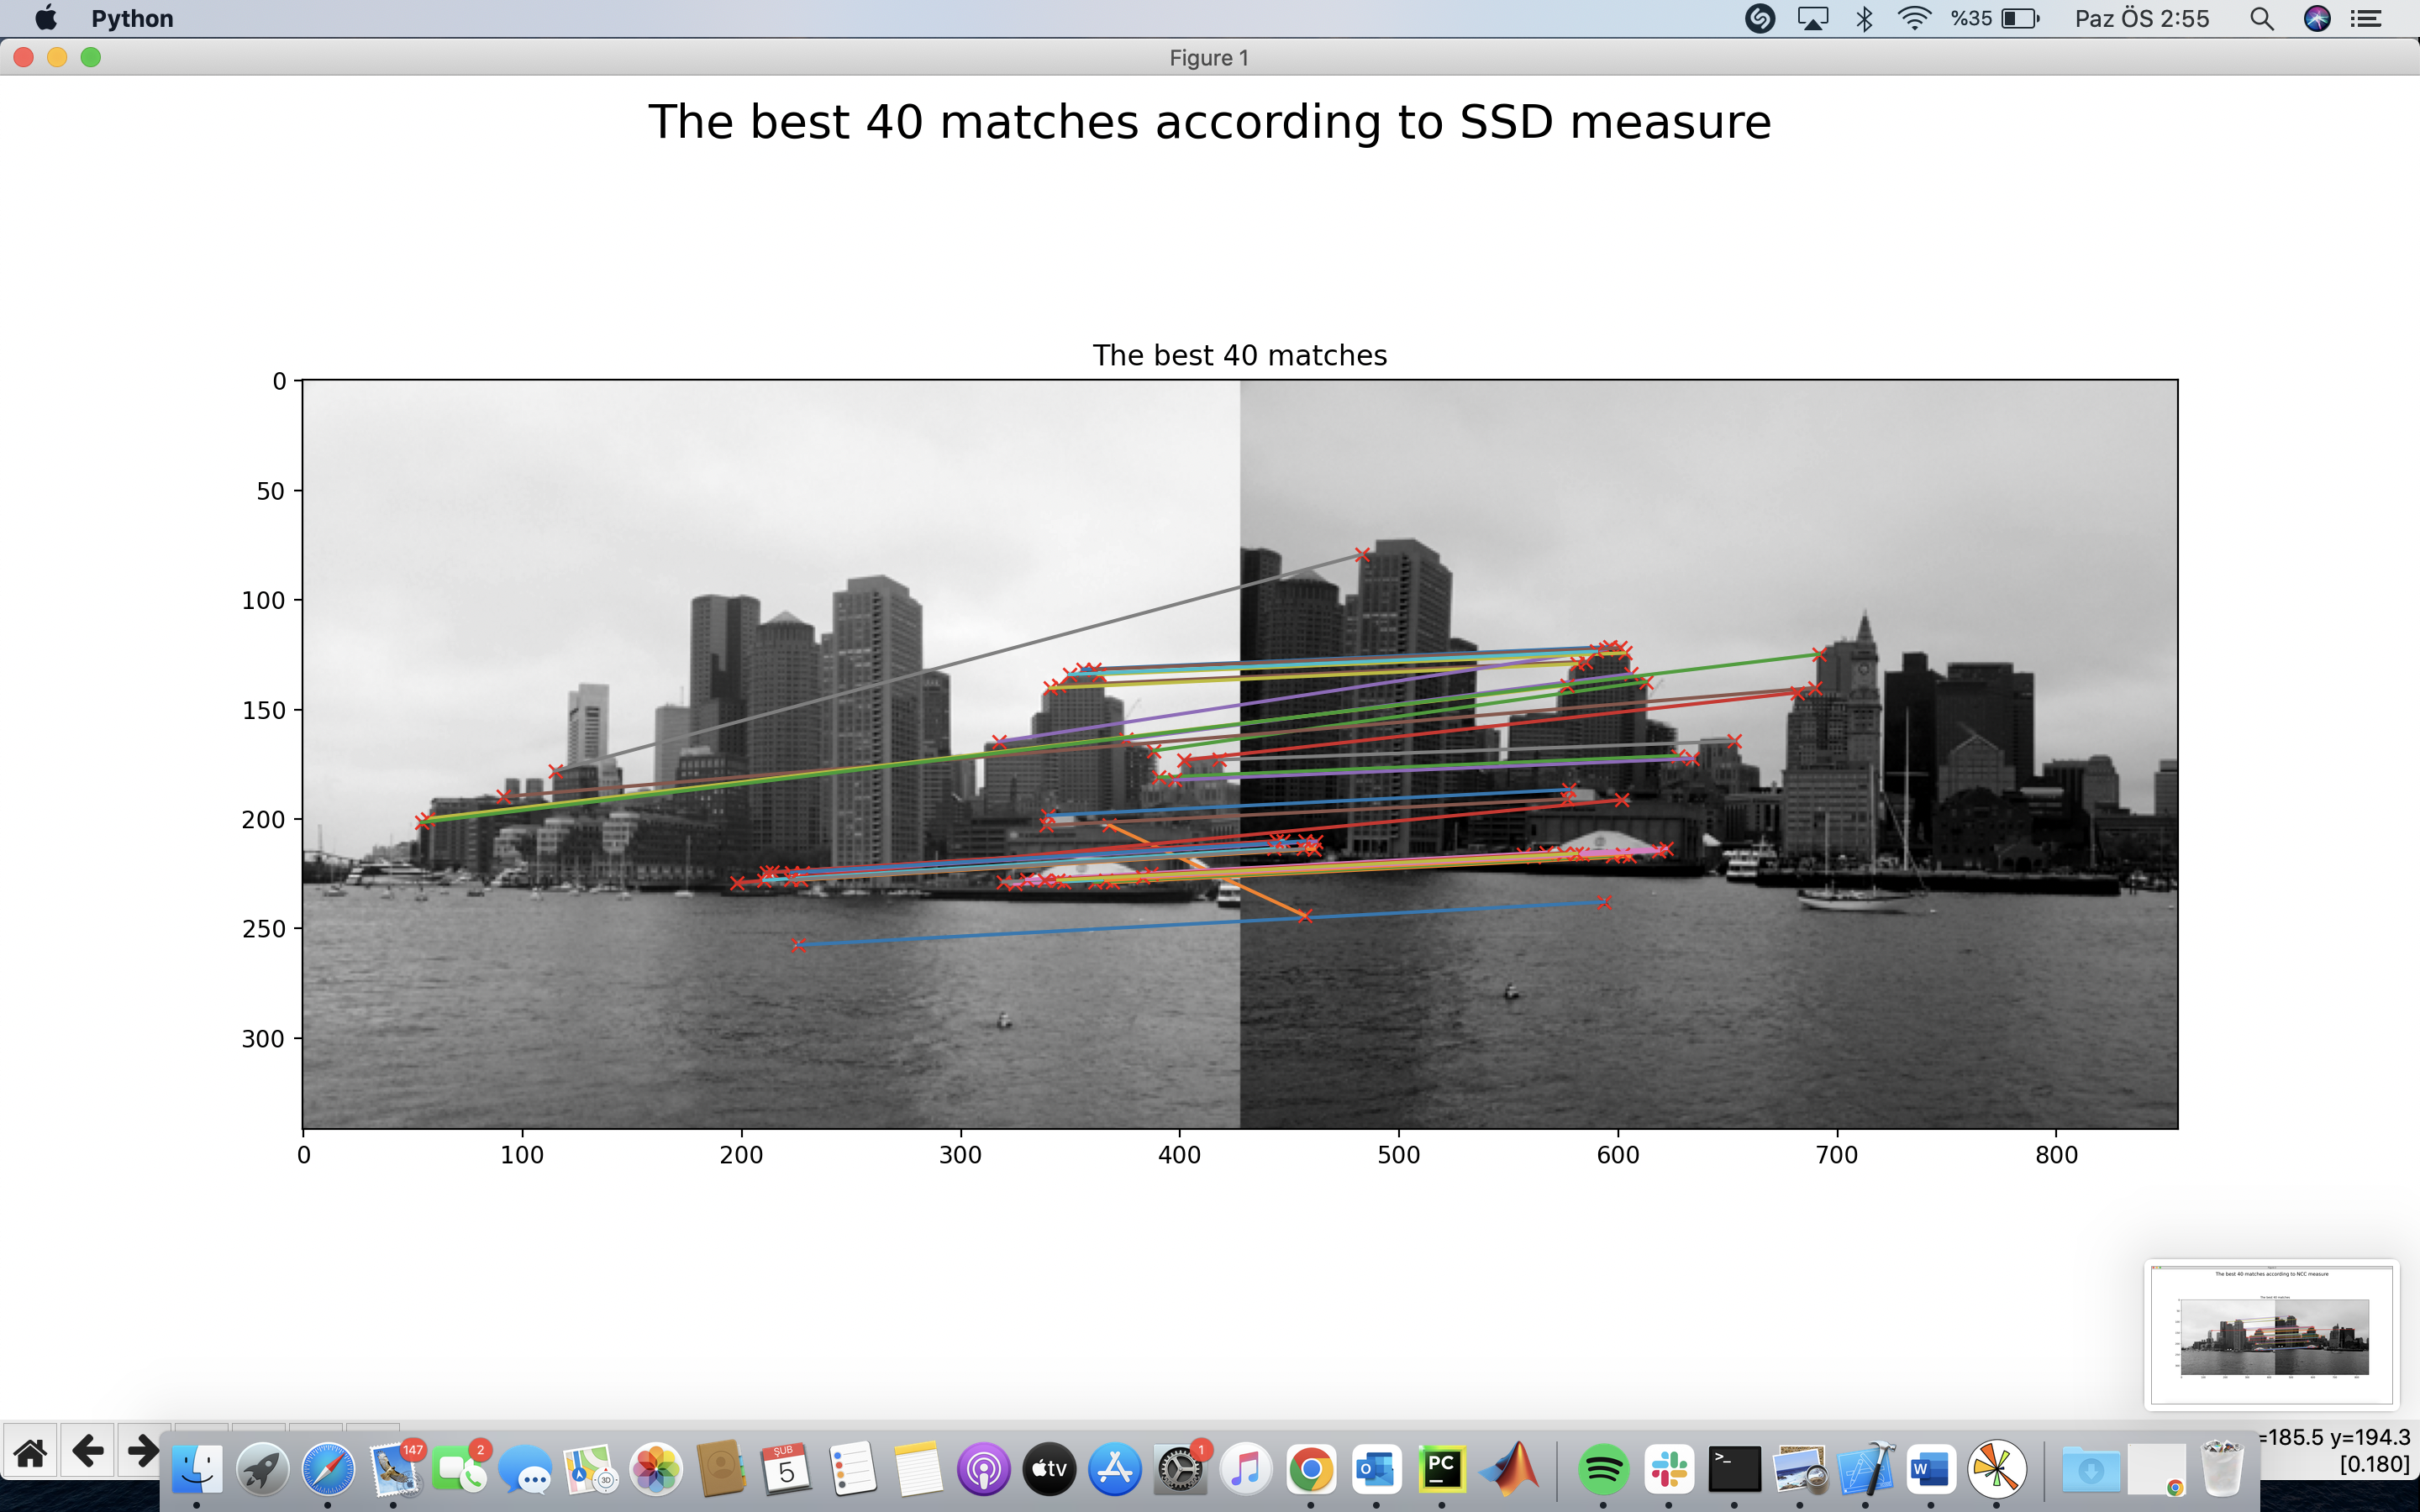 Python
%35
Paz ÖS 2:55
Figure 1
The best 40 matches according to SSD measure
The best 40 matches
0
50
100
150
200
250
300
0 100 200 300 400 500 600 700 800
The best 40 matches according to NCC measure
The best 40 matches
=185.5 y=194.3
[0.180]
147
2
3D
ŞUB
5
tv
1
O
PC
>_
W